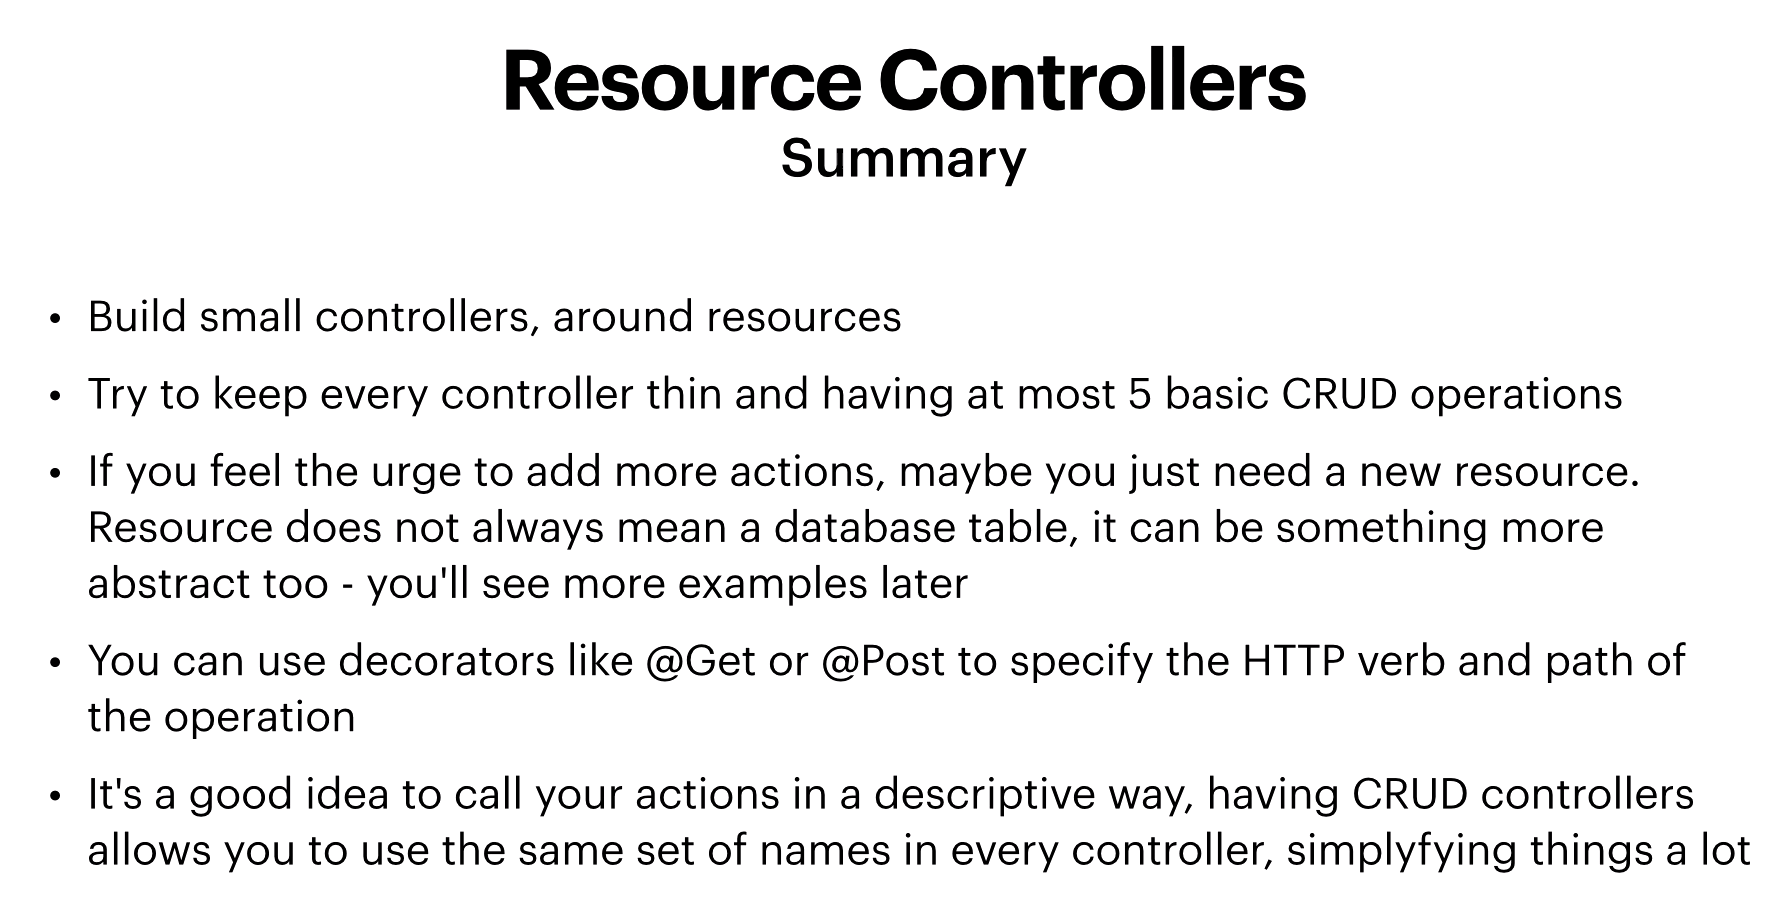 Resource Controllers
Summary
• Build small controllers, around resources
• Try to keep every controller thin and having at most 5 basic CRUD operations
• If you feel the urge to add more actions, maybe you just need a new resource.
Resource does not always mean a database table, it can be something more
abstract too - you'll see more examples later
• You can use decorators like @Get or @Post to specify the HTTP verb and path of
the operation
• It's a good idea to call your actions in a descriptive way, having CRUD controllers
allows you to use the same set of names in every controller, simplyfying things a lot